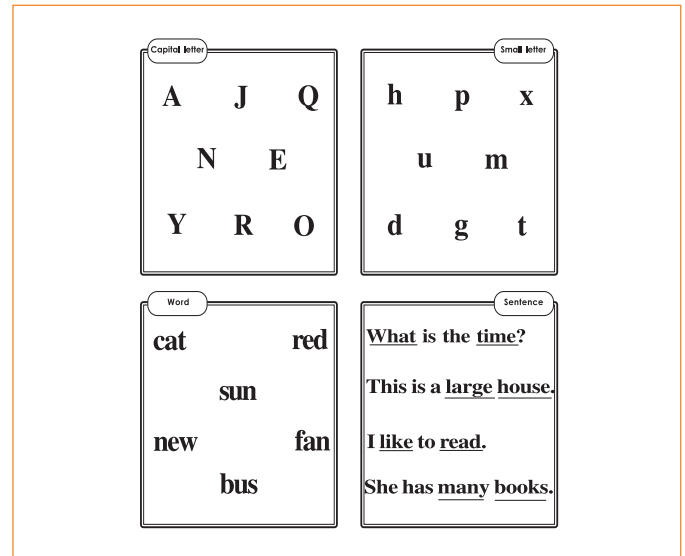 Capital letter
A J Q
N E
Y R O
Small letter
h p x
u m
d g t
Word
cat red
sun
new fan
bus
Sentence
What is the time?
This is a large house.
I like to read.
She has many books.